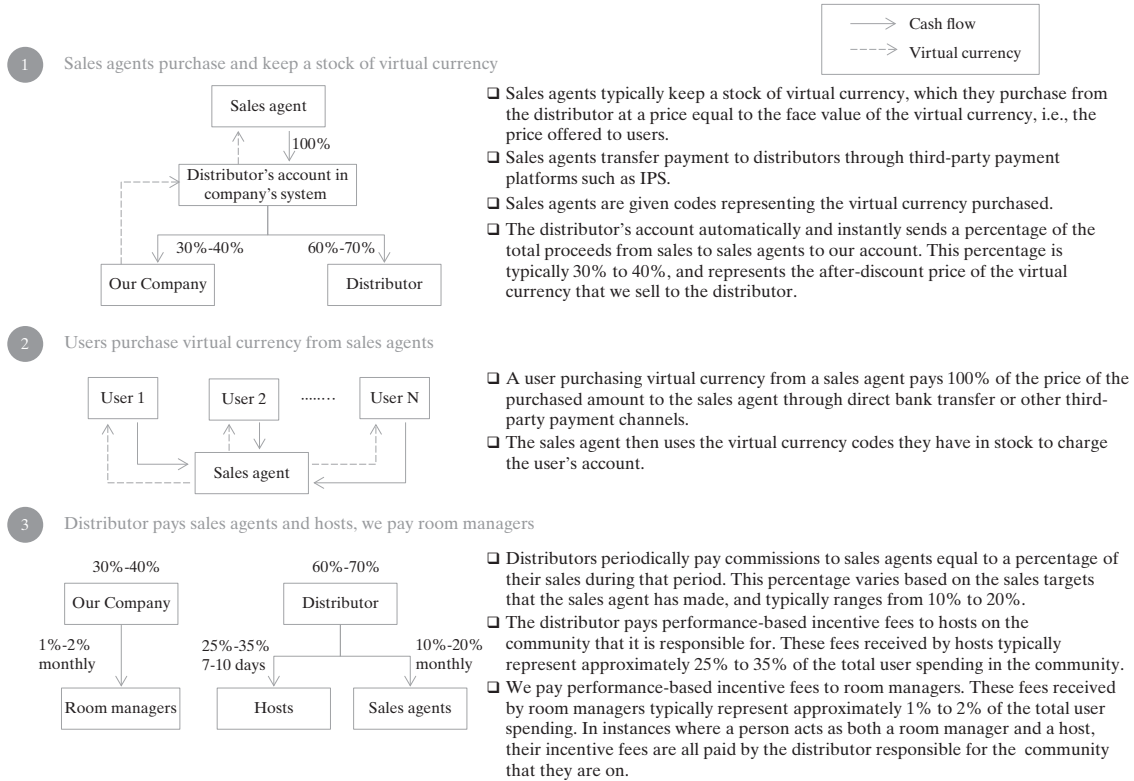 Cash flow
Virtual currency
1 Sales agents purchase and keep a stock of virtual currency
Sales agent
100%
Distributor's account in
company's system
30%-40%
60%-70%
Our Company
Distributor
❑ Sales agents typically keep a stock of virtual currency, which they purchase from
the distributor at a price equal to the face value of the virtual currency, i.e., the
price offered to users.
❑ Sales agents transfer payment to distributors through third-party payment
platforms such as IPS.
❑ Sales agents are given codes representing the virtual currency purchased.
❑ The distributor's account automatically and instantly sends a percentage of the
total proceeds from sales to sales agents to our account. This percentage is
typically 30% to 40%, and represents the after-discount price of the virtual
currency that we sell to the distributor.
2 Users purchase virtual currency from sales agents
User 1
User 2
........
User N
Sales agent
❑ A user purchasing virtual currency from a sales agent pays 100% of the price of the
purchased amount to the sales agent through direct bank transfer or other third-
party payment channels.
❑ The sales agent then uses the virtual currency codes they have in stock to charge
the user's account.
3 Distributor pays sales agents and hosts, we pay room managers
30%-40%
60%-70%
Our Company
Distributor
1%-2%
monthly
25%-35%
7-10 days
10%-20%
monthly
Room managers
Hosts
Sales agents
❑ Distributors periodically pay commissions to sales agents equal to a percentage of
their sales during that period. This percentage varies based on the sales targets
that the sales agent has made, and typically ranges from 10% to 20%.
❑ The distributor pays performance-based incentive fees to hosts on the
community that it is responsible for. These fees received by hosts typically
represent approximately 25% to 35% of the total user spending in the community.
❑ We pay performance-based incentive fees to room managers. These fees received
by room managers typically represent approximately 1% to 2% of the total user
spending. In instances where a person acts as both a room manager and a host,
their incentive fees are all paid by the distributor responsible for the community
that they are on.